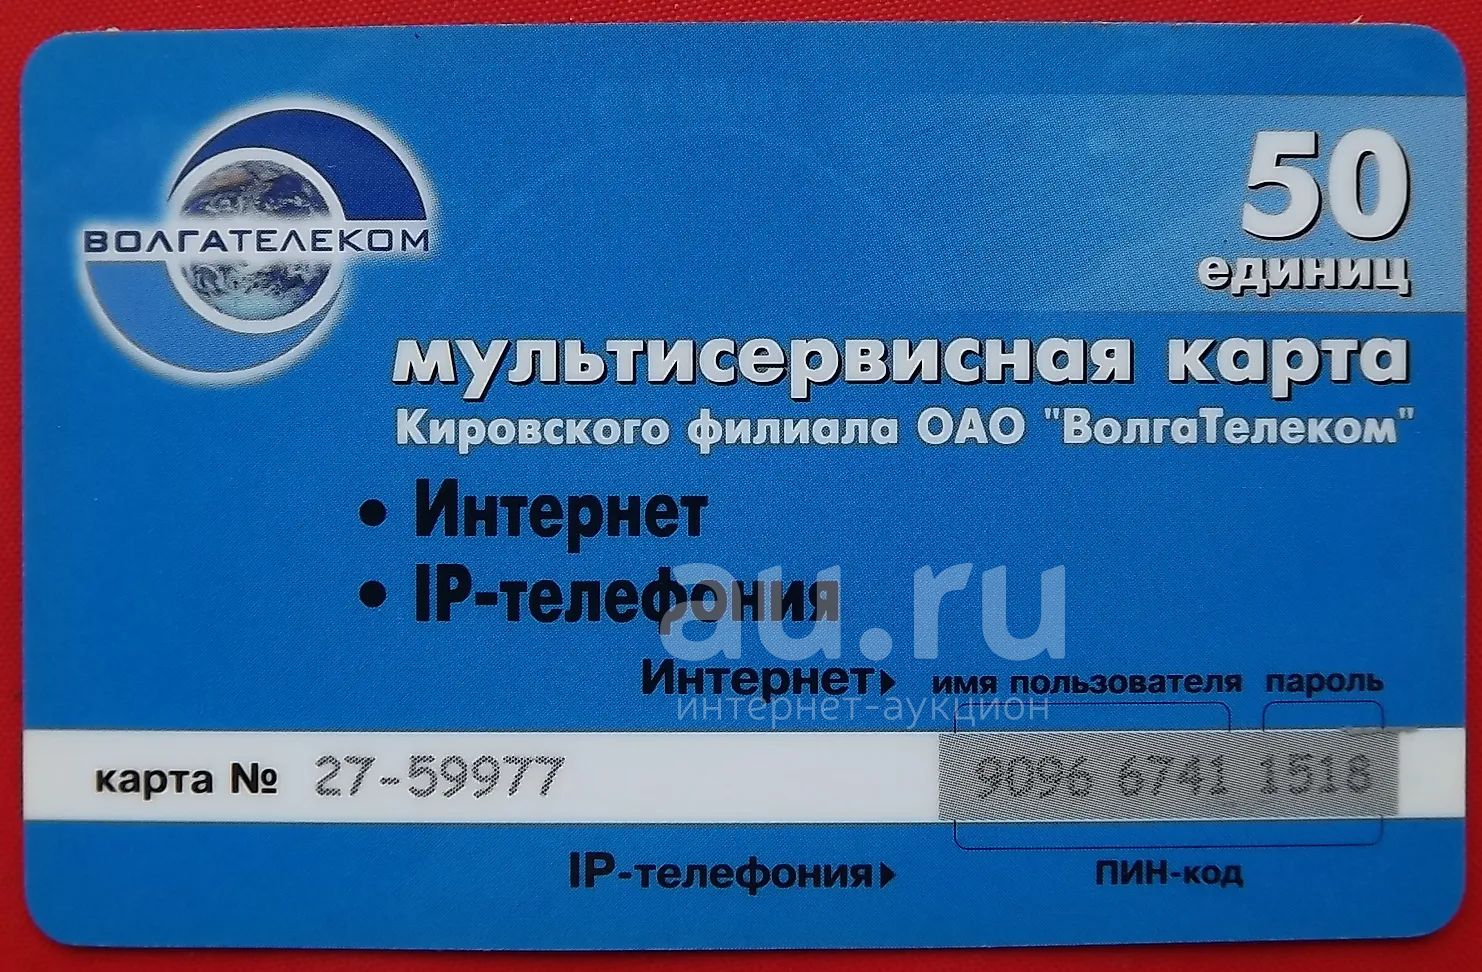 ВОЛГАТЕЛЕКОМ
50
единиц
мультисервисная карта
Кировского филиала ОАО "ВолгаТелеком"
• Интернет
• IP-телефония
au.ru
Интернет имя пользователя пароль
интернет-аукцион
карта № 27-59977 9096 6741 1518
IP-телефония ПИН-код